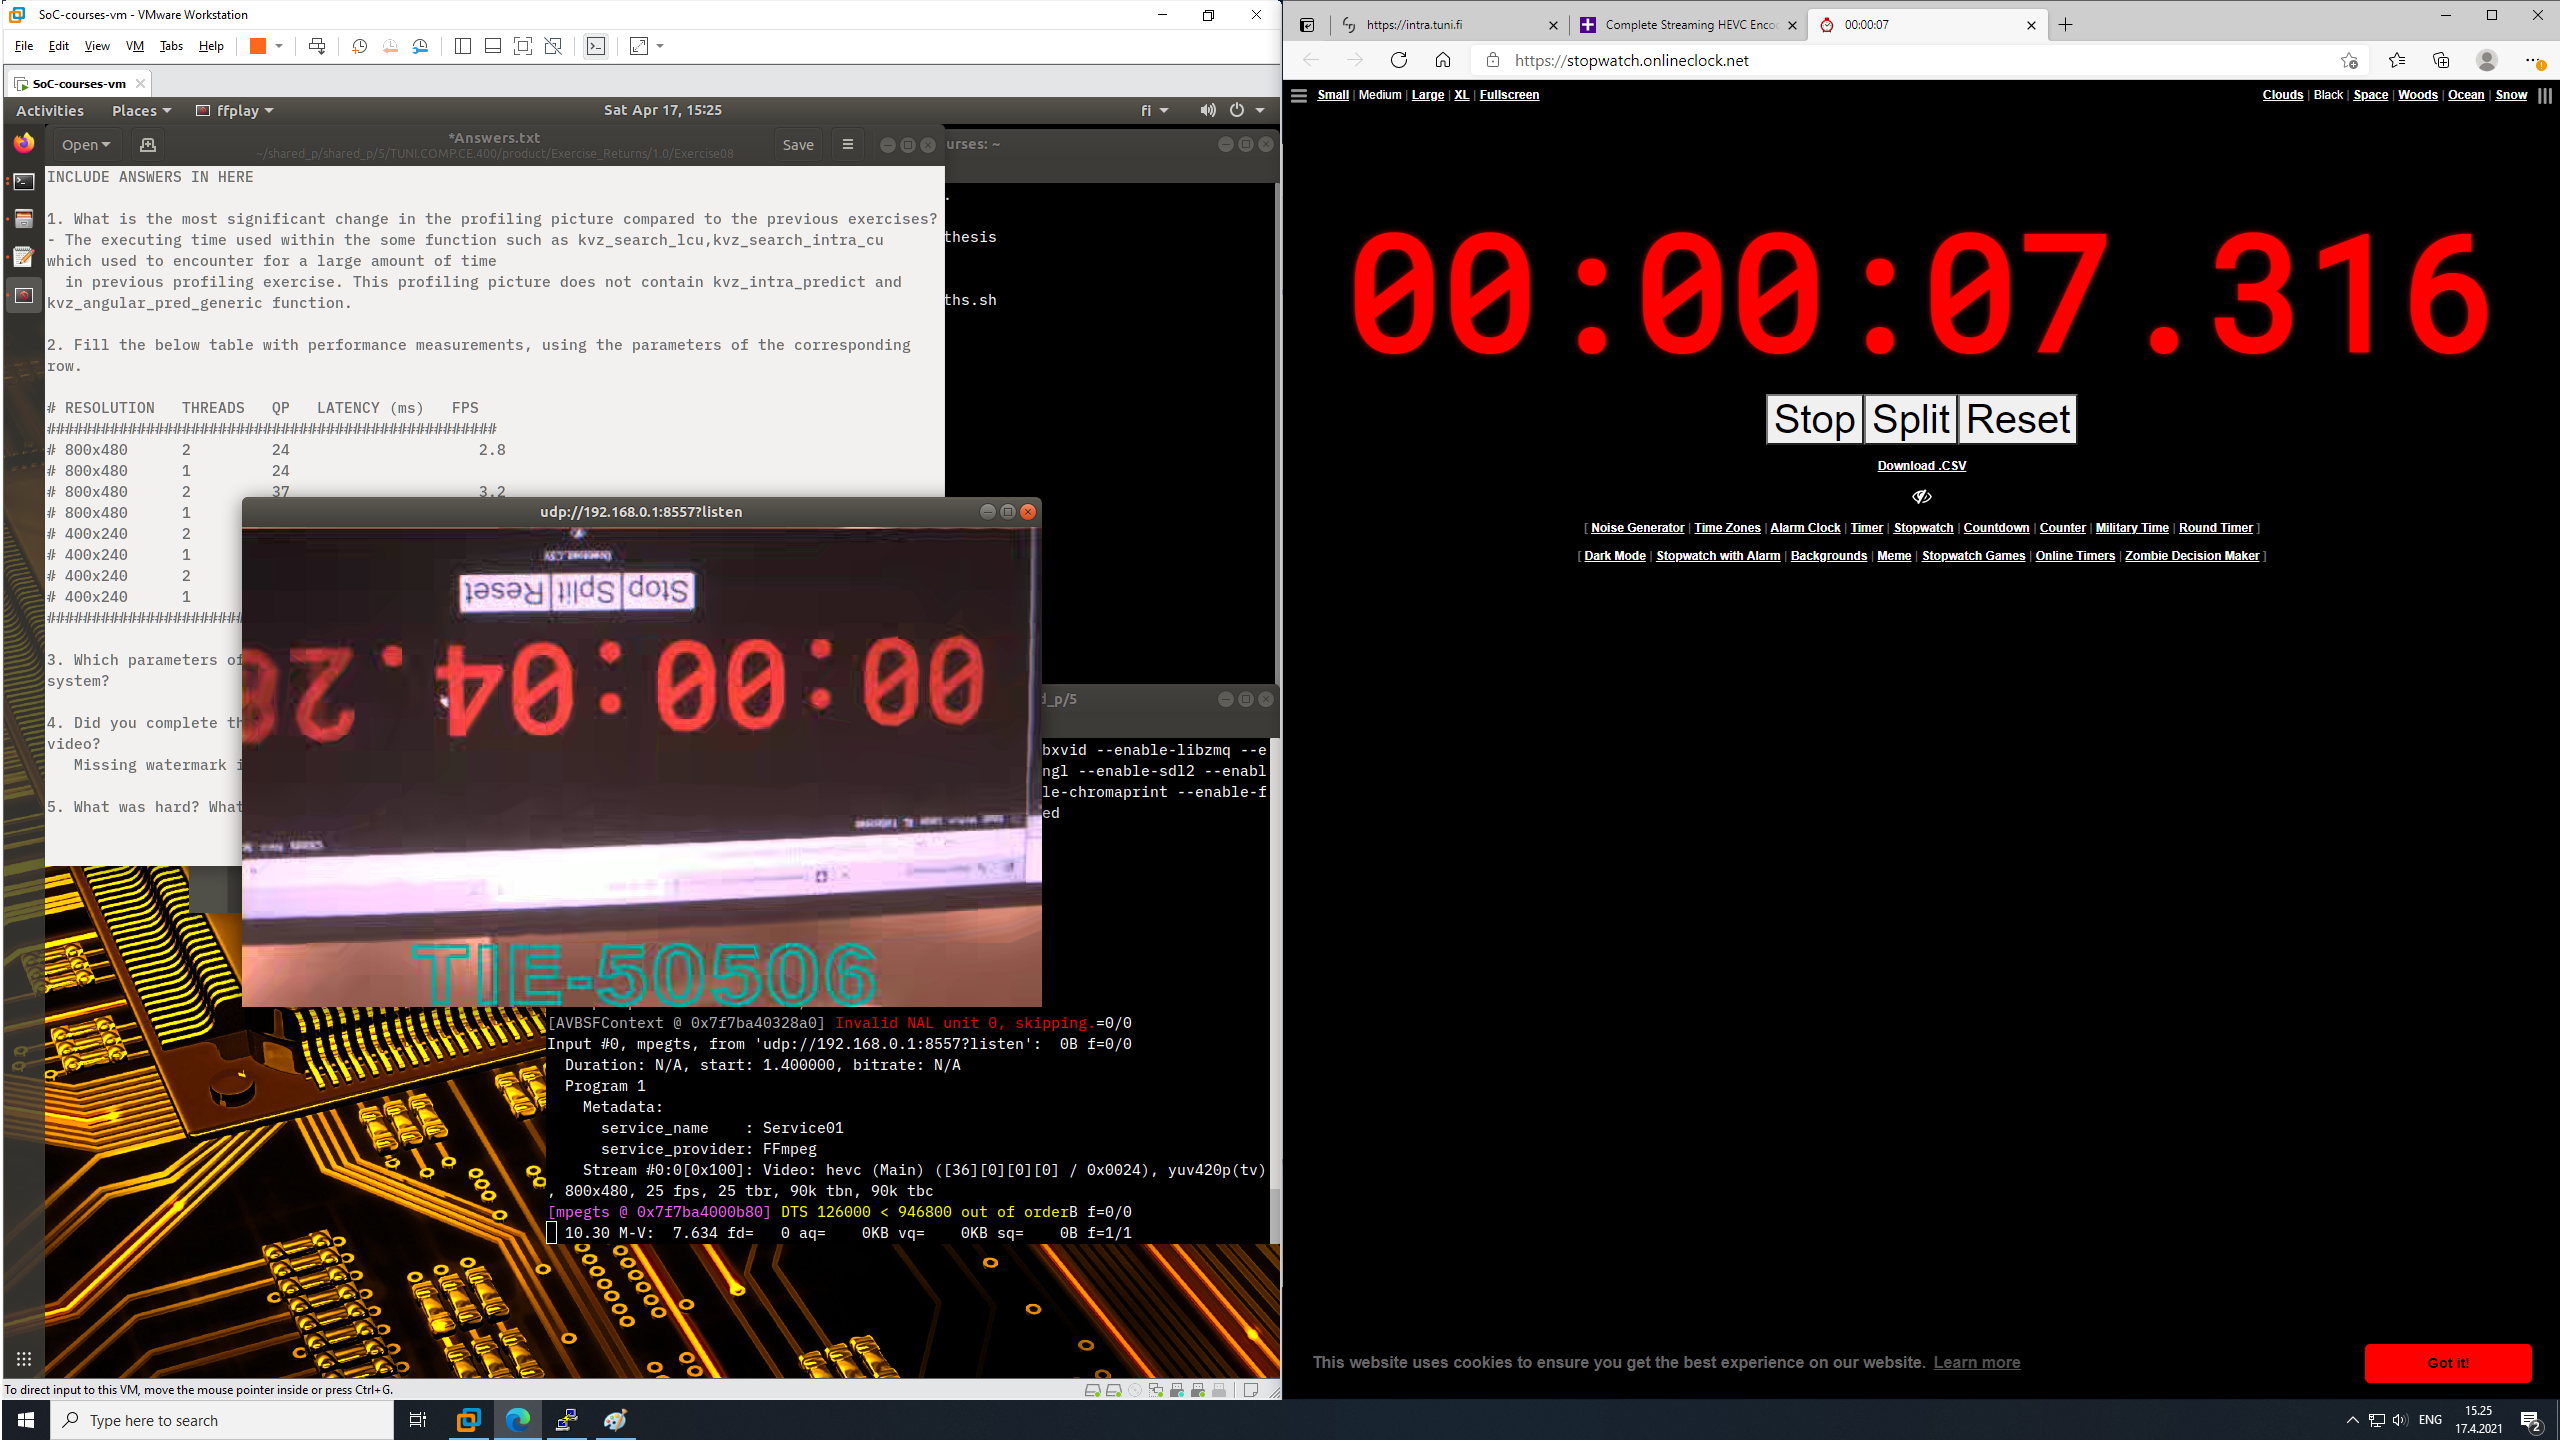 SoC-courses-vm - VMware Workstation
File Edit View VM Tabs Help
SoC-courses-vm
Activities Places ffplay Sat Apr 17, 15:25 fi
Open *Answers.txt Save
~/shared_p/shared_p/5/TUNI.COMP.CE.400/product/Exercise_Returns/1.0/Exercise08
urses: ~
INCLUDE ANSWERS IN HERE
1. What is the most significant change in the profiling picture compared to the previous exercises?
- The executing time used within the some function such as kvz_search_lcu,kvz_search_intra_cu
which used to encounter for a large amount of time
in previous profiling exercise. This profiling picture does not contain kvz_intra_predict and
kvz_angular_pred_generic function.
2. Fill the below table with performance measurements, using the parameters of the corresponding
row.
# RESOLUTION THREADS QP LATENCY (ms) FPS
##################################################
# 800x480 2 24 2.8
# 800x480 1 24
# 800x480 2 37 3.2
# 800x480 1
# 400x240 2
# 400x240 1
# 400x240 2
# 400x240 1
######################
3. Which parameters of
system?
4. Did you complete th
video?
Missing watermark i
5. What was hard? What
thesis
ths.sh
udp://192.168.0.1:8557?listen
Stop Split Reset
00:00:04.28
TIE-50506
d_p/5
bxvid --enable-libzmq --e
ngl --enable-sdl2 --enabl
le-chromaprint --enable-f
ed
[AVBSFContext @ 0x7f7ba40328a0] Invalid NAL unit 0, skipping.=0/0
Input #0, mpegts, from 'udp://192.168.0.1:8557?listen': 0B f=0/0
Duration: N/A, start: 1.400000, bitrate: N/A
Program 1
Metadata:
service_name : Service01
service_provider: FFmpeg
Stream #0:0[0x100]: Video: hevc (Main) ([36][0][0][0] / 0x0024), yuv420p(tv)
, 800x480, 25 fps, 25 tbr, 90k tbn, 90k tbc
[mpegts @ 0x7f7ba4000b80] DTS 126000 < 946800 out of orderB f=0/0
10.30 M-V: 7.634 fd= 0 aq= 0KB vq= 0KB sq= 0B f=1/1
To direct input to this VM, move the mouse pointer inside or press Ctrl+G.
https://intra.tuni.fi
Complete Streaming HEVC Enco
00:00:07
https://stopwatch.onlineclock.net
Small | Medium | Large | XL | Fullscreen
Clouds | Black | Space | Woods | Ocean | Snow
00:00:07.316
Stop Split Reset
Download .CSV
[ Noise Generator | Time Zones | Alarm Clock | Timer | Stopwatch | Countdown | Counter | Military Time | Round Timer ]
[ Dark Mode | Stopwatch with Alarm | Backgrounds | Meme | Stopwatch Games | Online Timers | Zombie Decision Maker ]
This website uses cookies to ensure you get the best experience on our website. Learn more
Got it!
Type here to search
ENG
15.25
17.4.2021
2